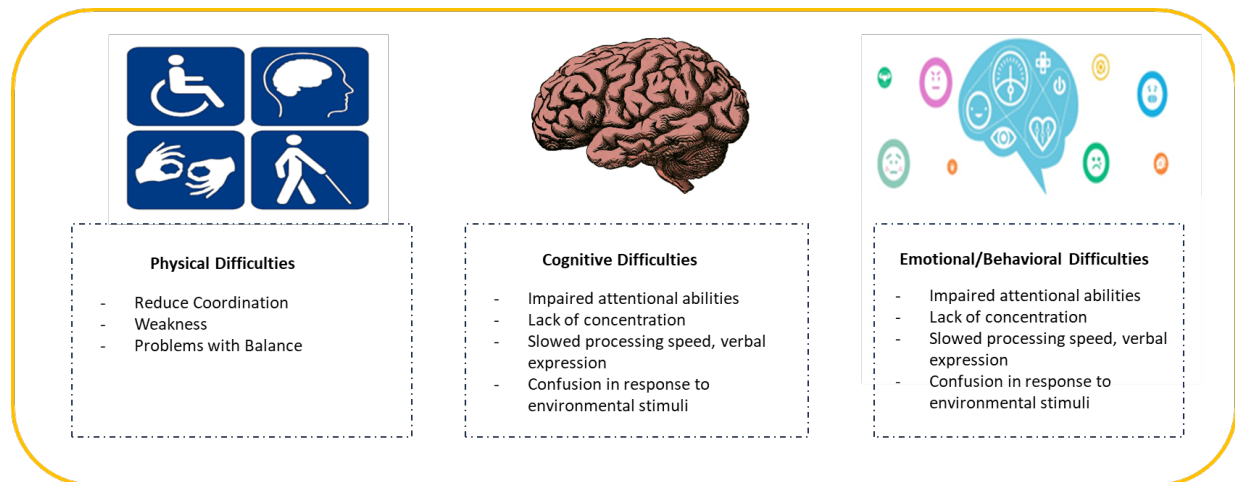 Physical Difficulties
- Reduce Coordination
- Weakness
- Problems with Balance
Cognitive Difficulties
- Impaired attentional abilities
- Lack of concentration
- Slowed processing speed, verbal
expression
- Confusion in response to
environmental stimuli
Emotional/Behavioral Difficulties
- Impaired attentional abilities
- Lack of concentration
- Slowed processing speed, verbal
expression
- Confusion in response to
environmental stimuli